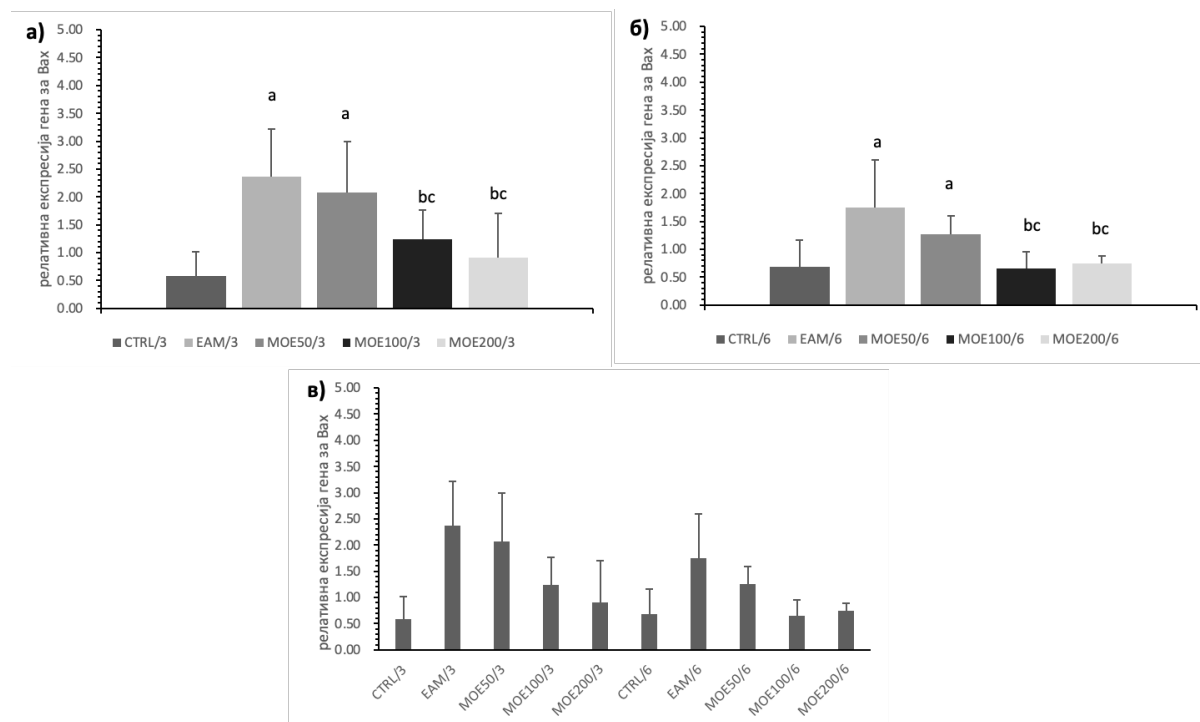 а)
релативна експресија гена за Bax
5.00
4.50
4.00
3.50
3.00
2.50
2.00
1.50
1.00
0.50
0.00
a
a
bc
bc
CTRL/3 EAM/3 MOE50/3 MOE100/3 MOE200/3
б)
релативна експресија гена за Bax
5.00
4.50
4.00
3.50
3.00
2.50
2.00
1.50
1.00
0.50
0.00
a
a
bc
bc
CTRL/6 EAM/6 MOE50/6 MOE100/6 MOE200/6
в)
релативна експресија гена за Bax
5.00
4.50
4.00
3.50
3.00
2.50
2.00
1.50
1.00
0.50
0.00
CTRL/3
EAM/3
MOE50/3
MOE100/3
MOE200/3
CTRL/6
EAM/6
MOE50/6
MOE100/6
MOE200/6